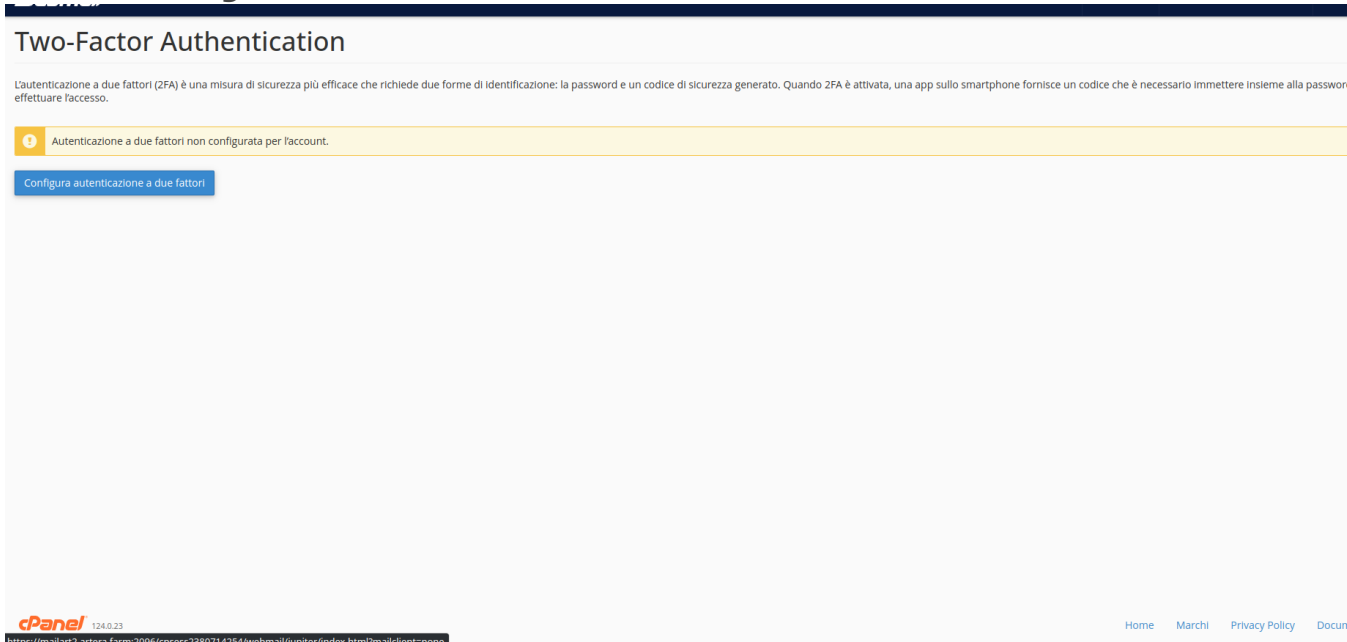 Two-Factor Authentication
L'autenticazione a due fattori (2FA) è una misura di sicurezza più efficace che richiede due forme di identificazione: la password e un codice di sicurezza generato. Quando 2FA è attivata, una app sullo smartphone fornisce un codice che è necessario immettere insieme alla password
effettuare l'accesso.
Autenticazione a due fattori non configurata per l'account.
Configura autenticazione a due fattori
cPanel 124.0.23
Home Marchi Privacy Policy Docum